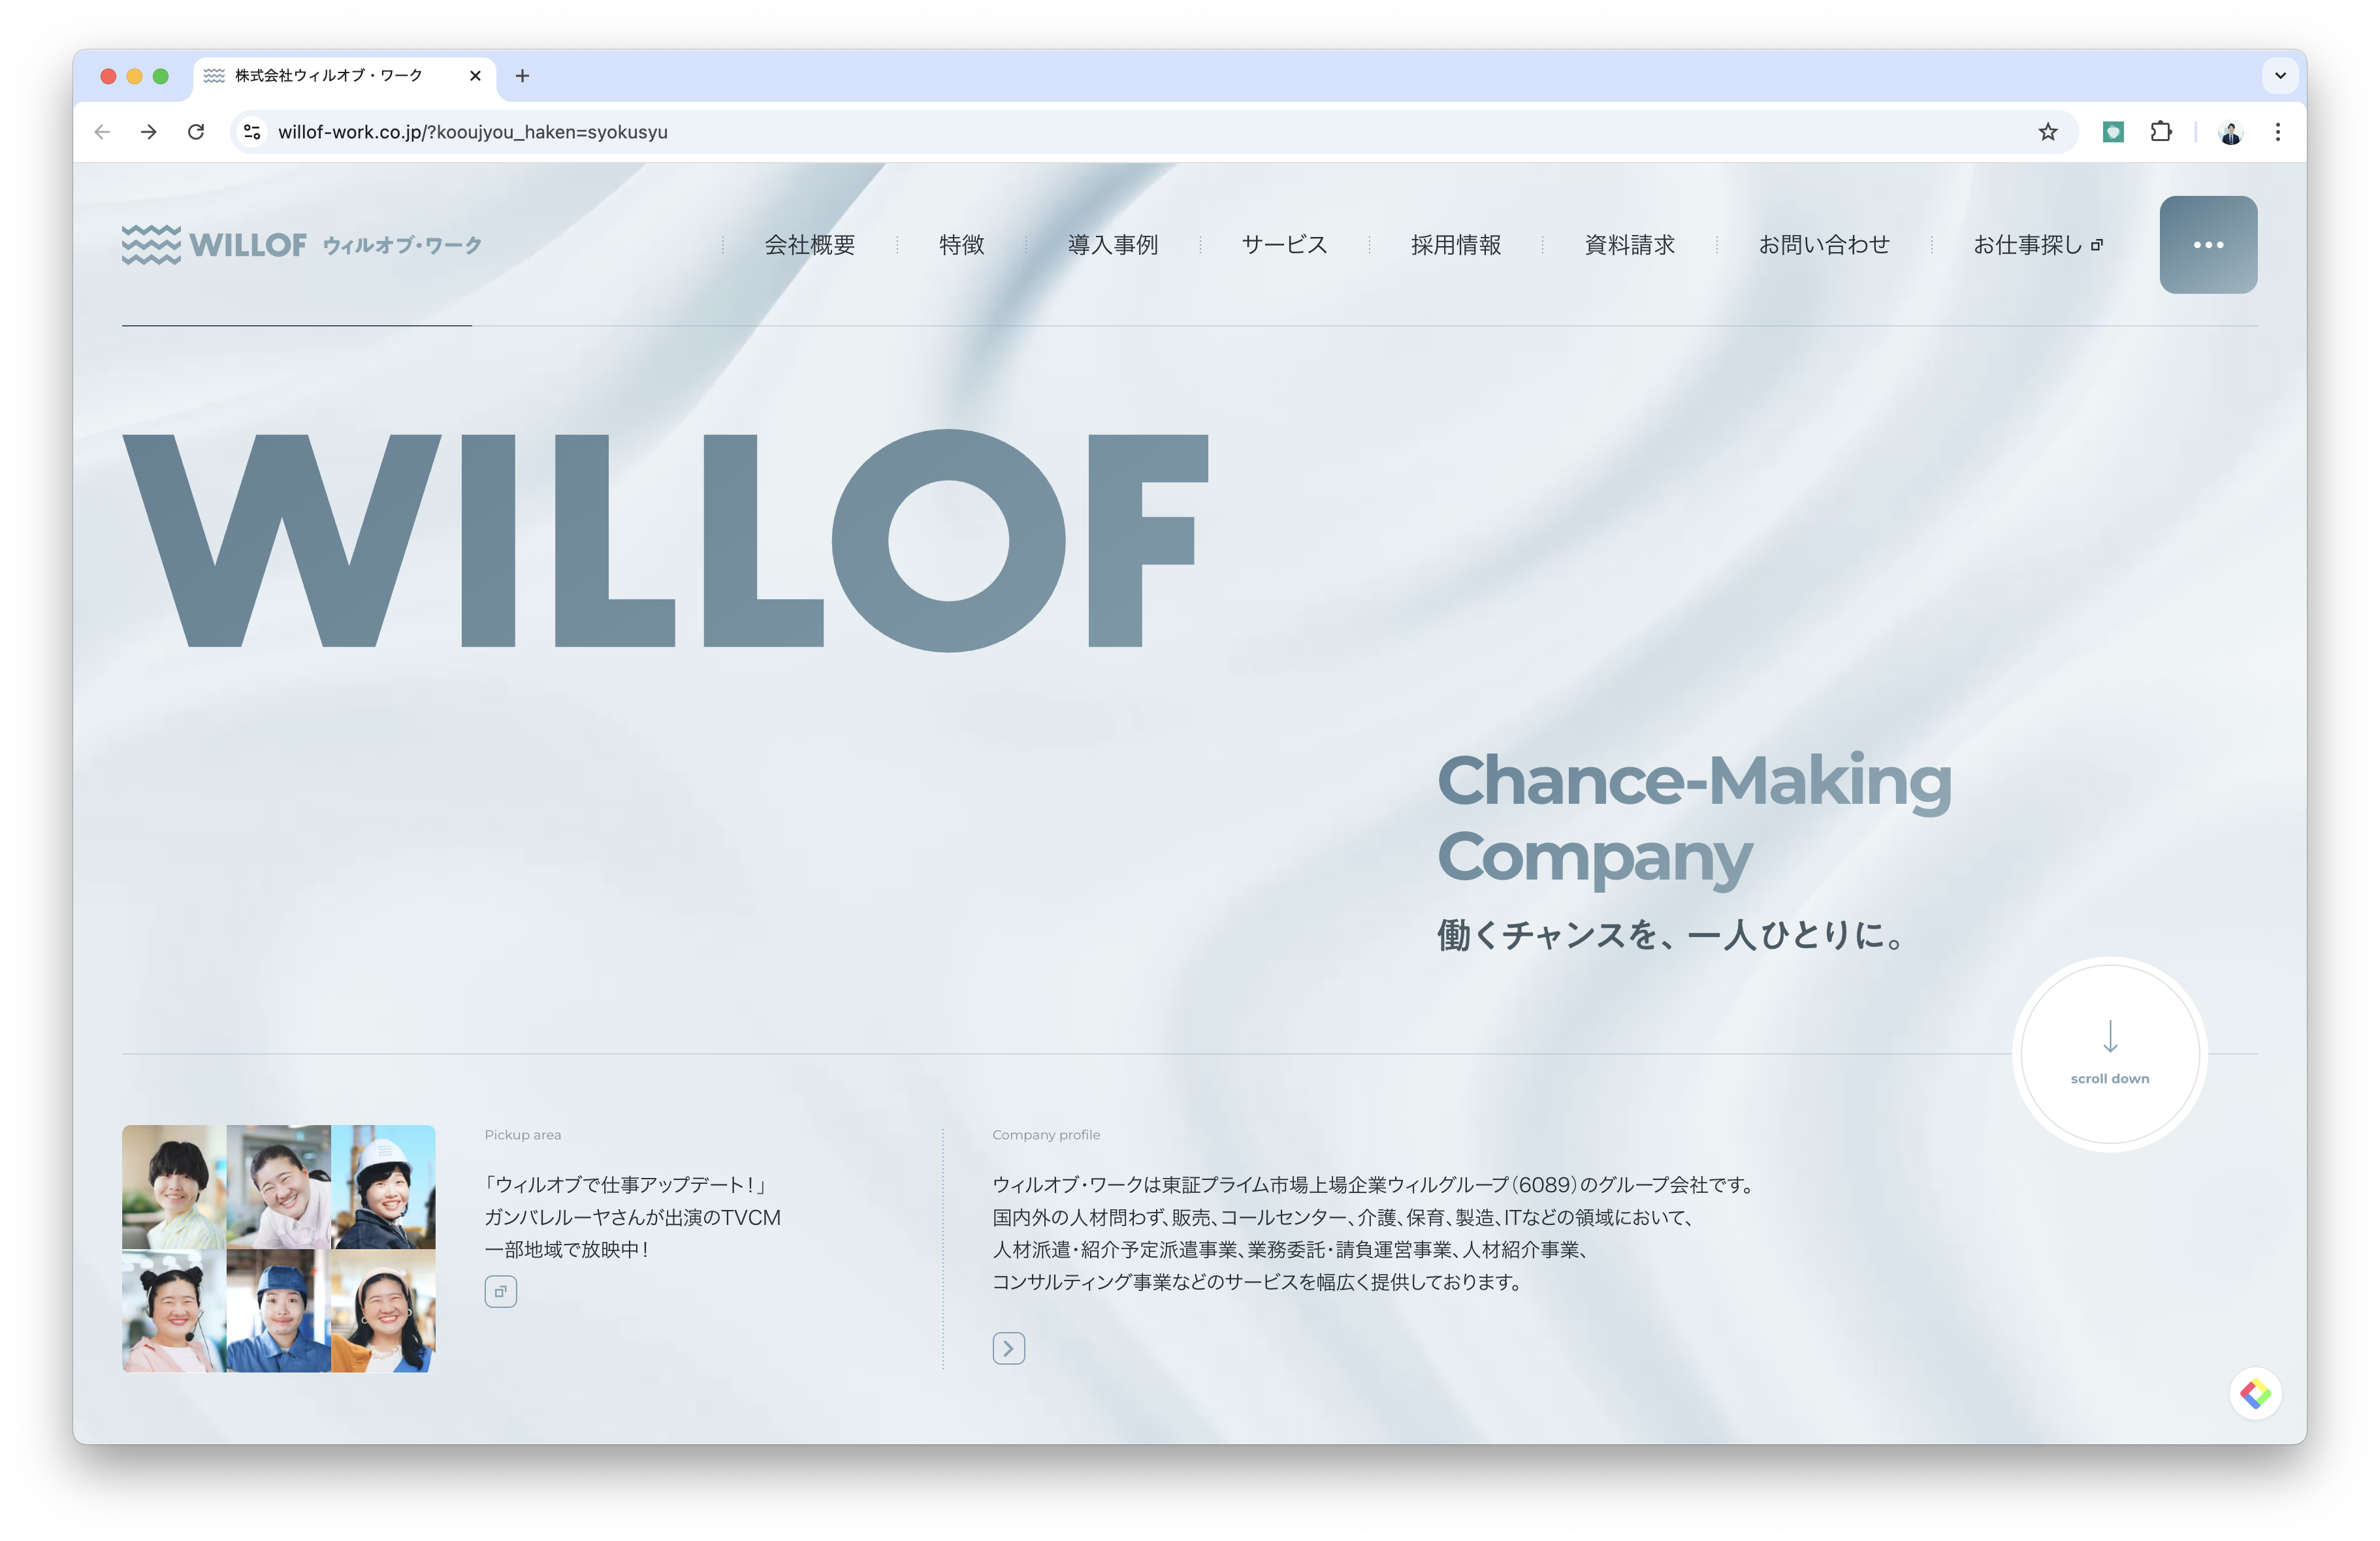 株式会社ウィルオブ・ワーク
willof-work.co.jp/?kooujyou_haken=syokusyu
WILLOF ウィルオブ・ワーク
会社概要
特徴
導入事例
サービス
採用情報
資料請求
お問い合わせ
お仕事探し
WILLOF
Chance-Making
Company
働くチャンスを、一人ひとりに。
scroll down
Pickup area
「ウィルオブで仕事アップデート！」
ガンバレルーヤさんが出演のTVCM
一部地域で放映中！
Company profile
ウィルオブ・ワークは東証プライム市場上場企業ウィルグループ（6089）のグループ会社です。
国内外の人材問わず、販売、コールセンター、介護、保育、製造、ITなどの領域において、
人材派遣・紹介予定派遣事業、業務委託・請負運営事業、人材紹介事業、
コンサルティング事業などのサービスを幅広く提供しております。